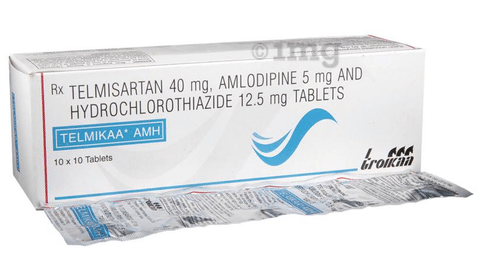 1mg
Rx TELMISARTAN 40 mg, AMLODIPINE 5 mg AND
HYDROCHLOROTHIAZIDE 12.5 mg TABLETS
TELMIKAA* AMH
10 x 10 Tablets
troikaa